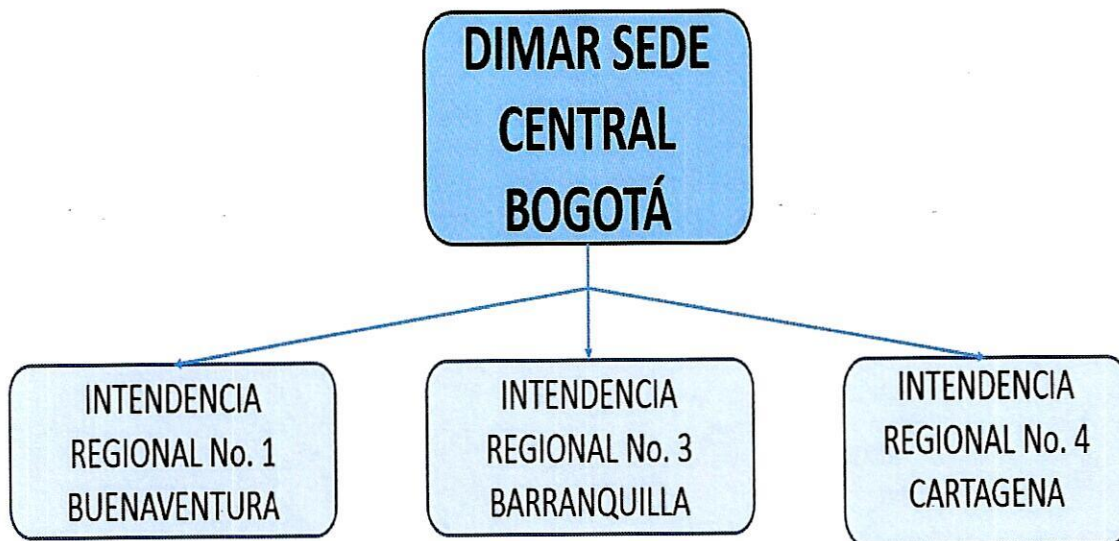 DIMAR SEDE
CENTRAL
BOGOTÁ
INTENDENCIA
REGIONAL No. 1
BUENAVENTURA
INTENDENCIA
REGIONAL No. 3
BARRANQUILLA
INTENDENCIA
REGIONAL No. 4
CARTAGENA